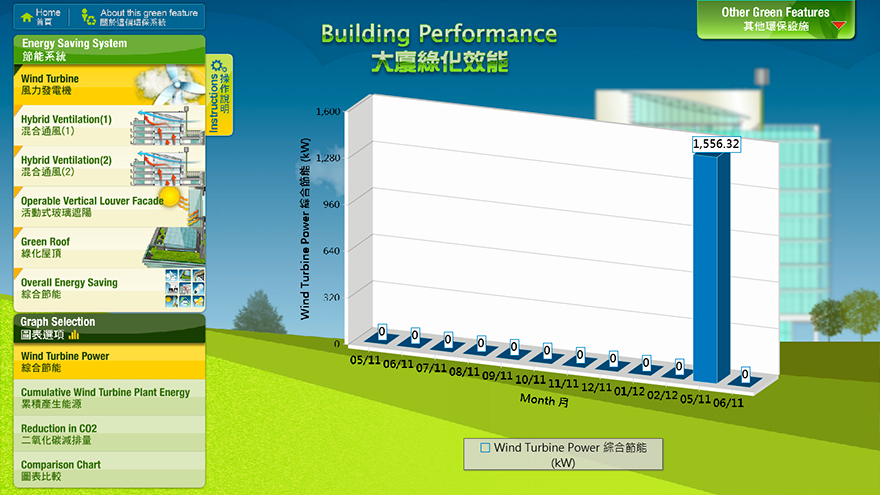 Home
首頁
About this green feature
關於這個環保系統
Building Performance
大廈綠化效能
Other Green Features
其他環保設施
Energy Saving System
節能系統
Wind Turbine
風力發電機
Hybrid Ventilation(1)
混合通風(1)
Hybrid Ventilation(2)
混合通風(2)
Operable Vertical Louver Facade
活動式玻璃遮陽
Green Roof
綠化屋頂
Overall Energy Saving
綜合節能
Instructions
操作說明
Graph Selection
圖表選項
Wind Turbine Power
綜合節能
Cumulative Wind Turbine Plant Energy
累積產生能源
Reduction in CO2
二氧化碳減排量
Comparison Chart
圖表比較
Wind Turbine Power 綜合節能 (kW)
1,600
1,280
960
640
320
0
0 0 0 0 0 0 0 0 0 0 1,556.32 0
05/11 06/11 07/11 08/11 09/11 10/11 11/11 12/11 01/12 02/12 05/11 06/11
Month 月
Wind Turbine Power 綜合節能
(kW)